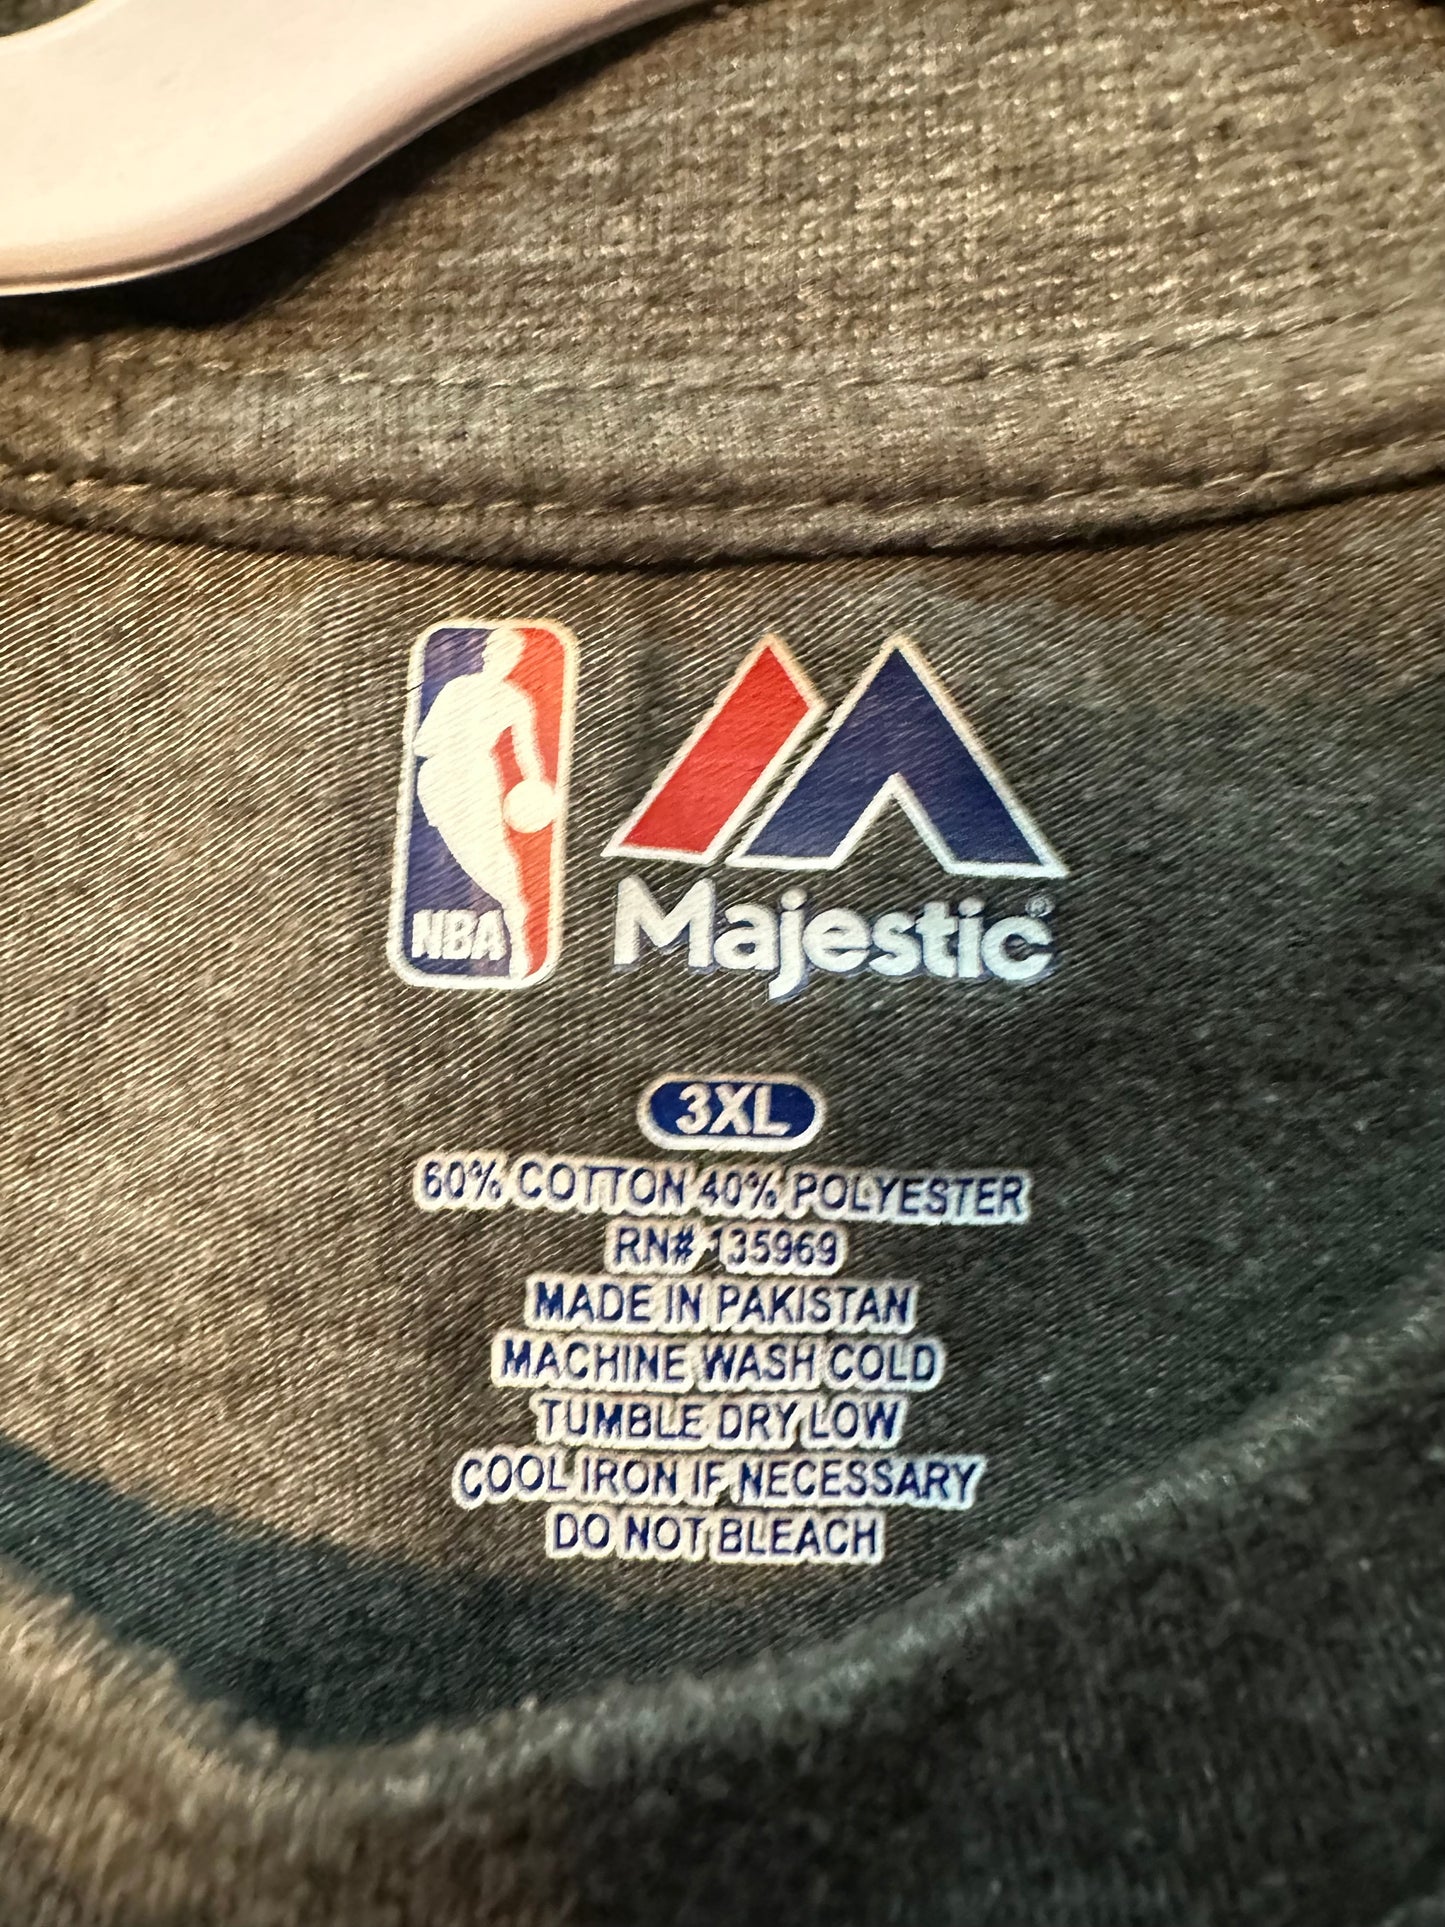 NBA
Majestic®
3XL
60% COTTON 40% POLYESTER
RN# 135969
MADE IN PAKISTAN
MACHINE WASH COLD
TUMBLE DRY LOW
COOL IRON IF NECESSARY
DO NOT BLEACH